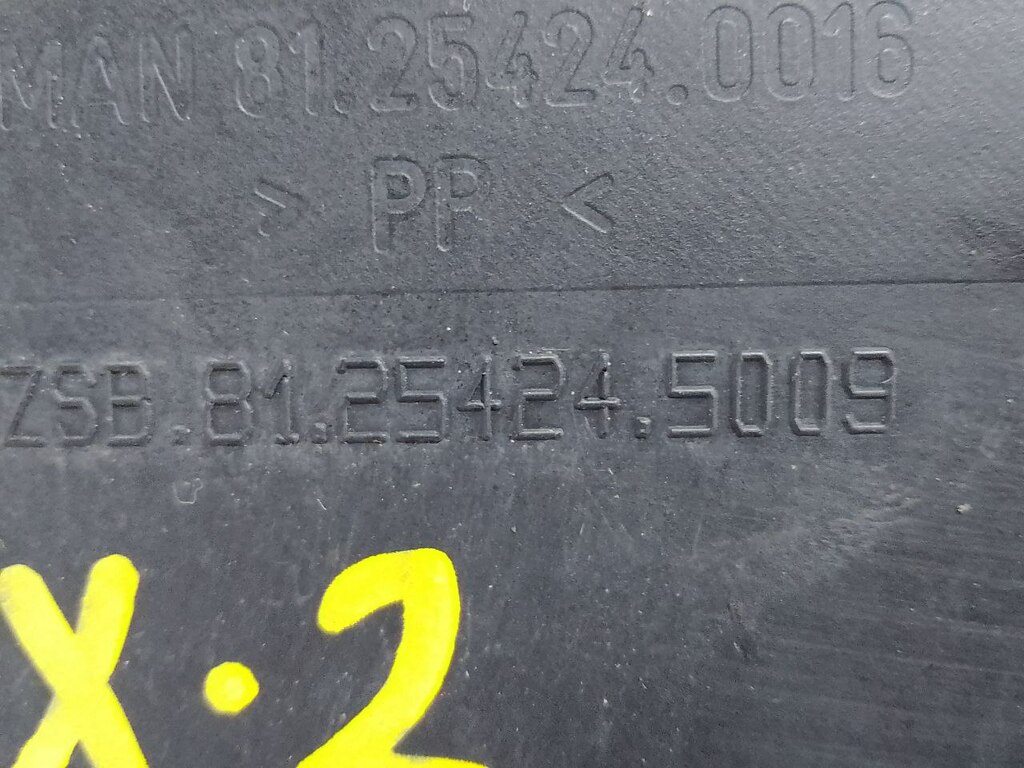 MAN 81.25424.0016
> PP <
ZSB.81.25424.5009
X·2